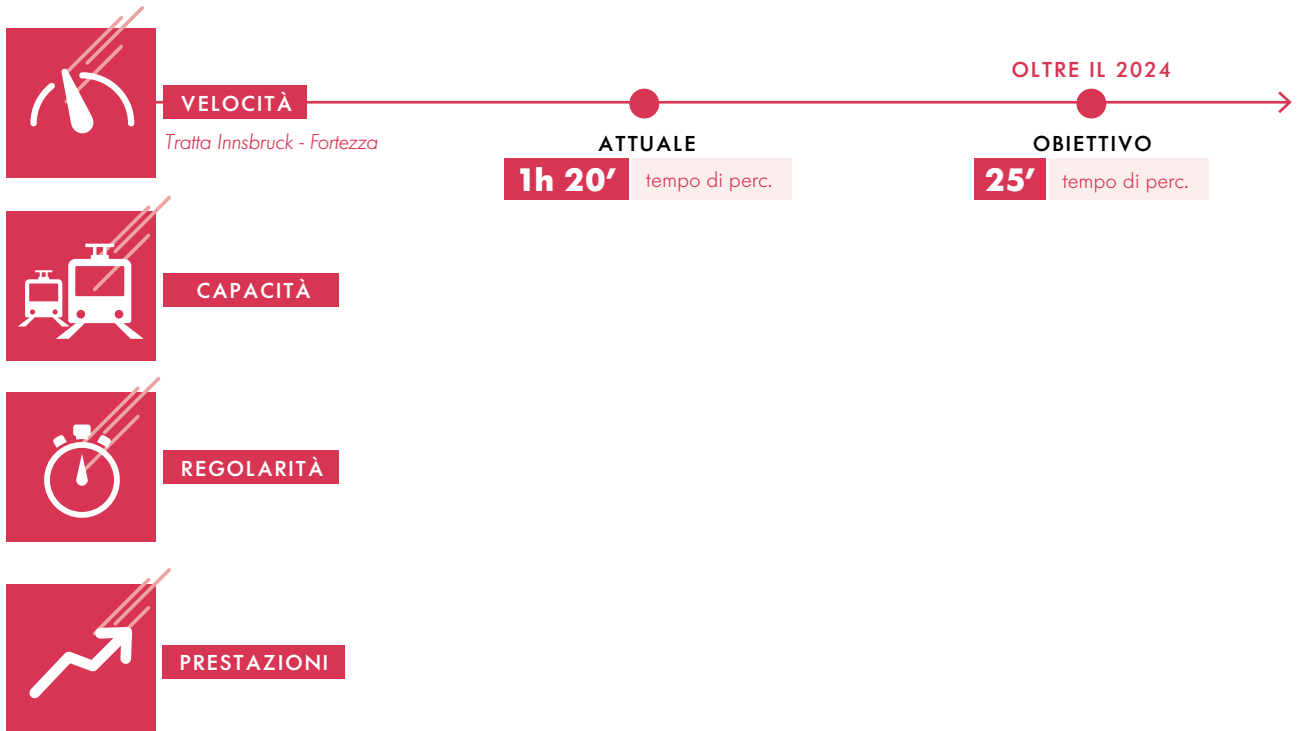 OLTRE IL 2024
VELOCITÀ
Tratta Innsbruck - Fortezza
ATTUALE
1h 20’ tempo di perc.
OBIETTIVO
25’ tempo di perc.
CAPACITÀ
REGOLARITÀ
PRESTAZIONI